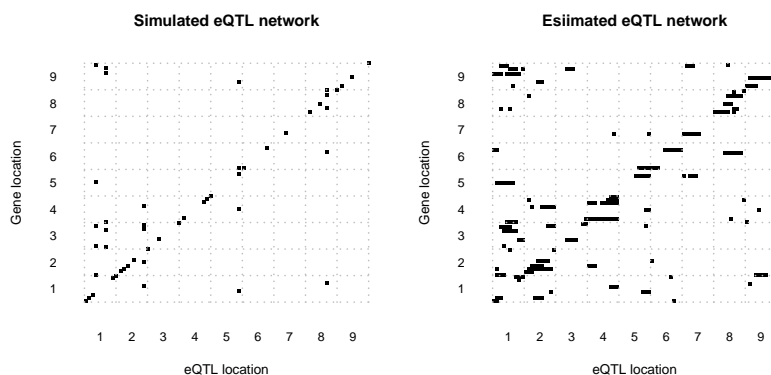 Simulated eQTL network
Esiimated eQTL network
Gene location
9
8
7
6
5
4
3
2
1
1 2 3 4 5 6 7 8 9
eQTL location
Gene location
9
8
7
6
5
4
3
2
1
1 2 3 4 5 6 7 8 9
eQTL location